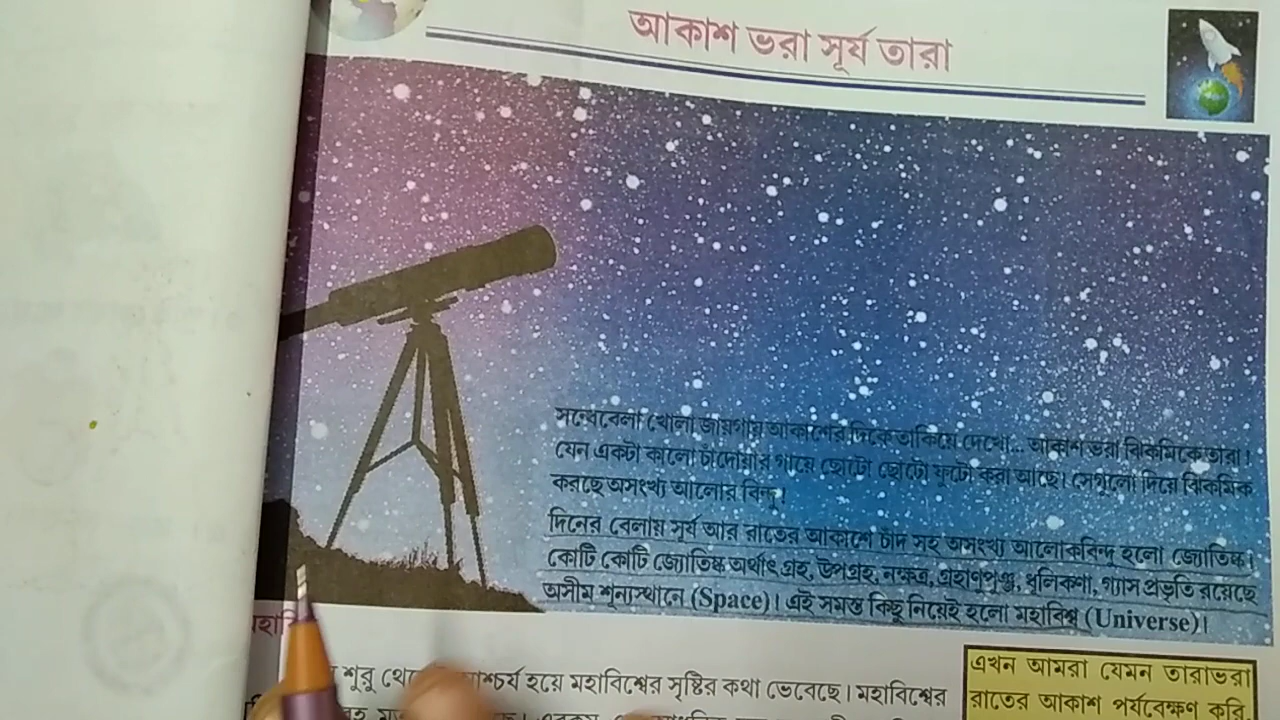 আকাশ ভরা সূর্য তারা
সন্ধেবেলা খোলা জায়গায় আকাশের দিকে তাকিয়ে দেখো... আকাশ ভরা ঝিকমিকে তারা।
যেন একটা কালো চাঁদোয়ার গায়ে ছোটো ছোটো ফুটো করা আছে। সেগুলো দিয়ে ঝিকমিক
করছে অসংখ্য আলোর বিন্দু!
দিনের বেলায় সূর্য আর রাতের আকাশে চাঁদ সহ অসংখ্য আলোকবিন্দু হলো জ্যোতিষ্ক।
কোটি কোটি জ্যোতিষ্ক অর্থাৎ গ্রহ, উপগ্রহ, নক্ষত্র, গ্রহাণুপুঞ্জ, ধূলিকণা, গ্যাস প্রভৃতি রয়েছে
অসীম শূন্যস্থানে (Space)। এই সমস্ত কিছু নিয়েই হলো মহাবিশ্ব (Universe)।
শুরু হয়ে মহাবিশ্বের সৃষ্টির কথা ভেবেছে। মহাবিশ্বের
এখন আমরা যেমন তারাভরা
রাতের আকাশ পর্যবেক্ষণ করি